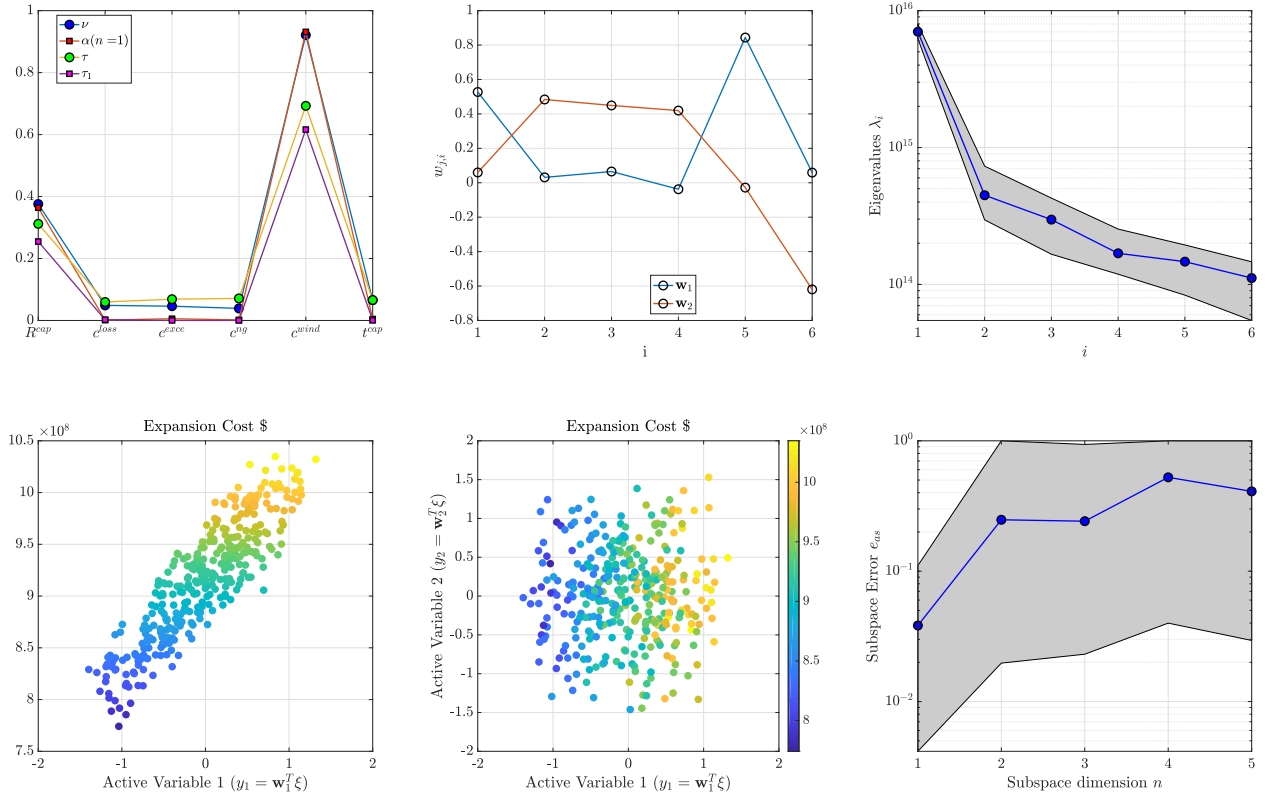 1
0.8
0.6
0.4
0.2
0
R^{cap} c^{loss} c^{exce} c^{ng} c^{wind} t^{cap}
ν
α(n =1)
τ
τ₁
w_{j,i}
1
0.8
0.6
0.4
0.2
0
-0.2
-0.4
-0.6
-0.8
1 2 3 4 5 6
i
w₁
w₂
Eigenvalues λ_i
10^{16}
10^{15}
10^{14}
1 2 3 4 5 6
i
Expansion Cost $
×10^8
10.5
10
9.5
9
8.5
8
7.5
-2 -1 0 1 2
Active Variable 1 (y₁ = w₁^T ξ)
Expansion Cost $
Active Variable 2 (y₂ = w₂^T ξ)
2
1.5
1
0.5
0
-0.5
-1
-1.5
-2
-2 -1 0 1 2
Active Variable 1 (y₁ = w₁^T ξ)
×10^8
10
9.5
9
8.5
8
Subspace Error e_{as}
10^0
10^{-1}
10^{-2}
1 2 3 4 5
Subspace dimension n